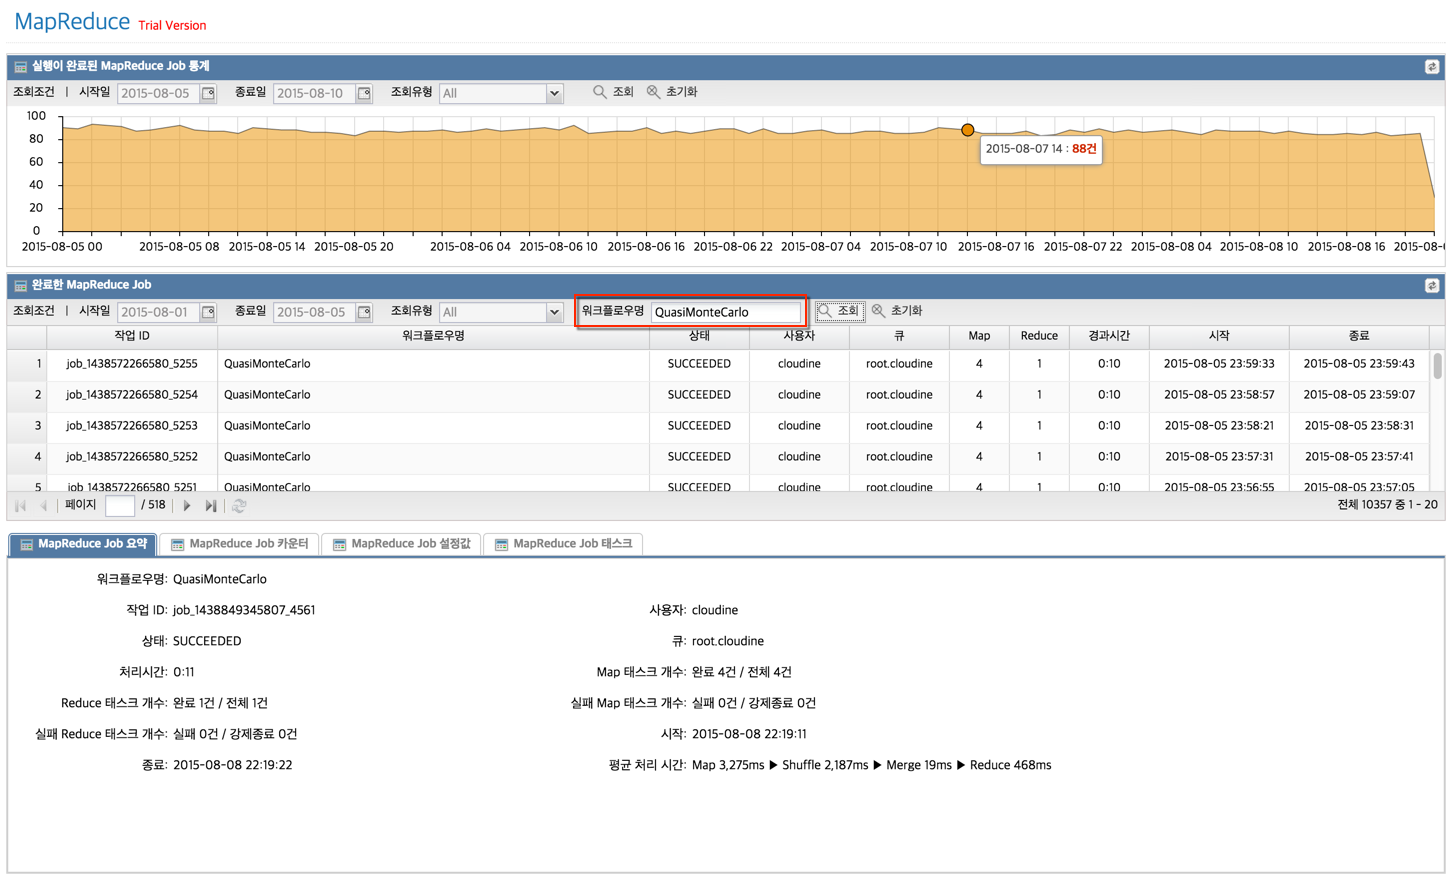 MapReduce Trial Version
실행이 완료된 MapReduce Job 통계
조회조건 | 시작일 2015-08-05 종료일 2015-08-10 조회유형 All 조회 초기화
100
80
60
40
20
0
2015-08-07 14 : 88건
2015-08-05 00 2015-08-05 08 2015-08-05 14 2015-08-05 20 2015-08-06 04 2015-08-06 10 2015-08-06 16 2015-08-06 22 2015-08-07 04 2015-08-07 10 2015-08-07 16 2015-08-07 22 2015-08-08 04 2015-08-08 10 2015-08-08 16 2015-08-
완료한 MapReduce Job
조회조건 | 시작일 2015-08-01 종료일 2015-08-05 조회유형 All 워크플로우명 QuasiMonteCarlo 조회 초기화
작업 ID 워크플로우명 상태 사용자 큐 Map Reduce 경과시간 시작 종료
1 job_1438572266580_5255 QuasiMonteCarlo SUCCEEDED cloudine root.cloudine 4 1 0:10 2015-08-05 23:59:33 2015-08-05 23:59:43
2 job_1438572266580_5254 QuasiMonteCarlo SUCCEEDED cloudine root.cloudine 4 1 0:10 2015-08-05 23:58:57 2015-08-05 23:59:07
3 job_1438572266580_5253 QuasiMonteCarlo SUCCEEDED cloudine root.cloudine 4 1 0:10 2015-08-05 23:58:21 2015-08-05 23:58:31
4 job_1438572266580_5252 QuasiMonteCarlo SUCCEEDED cloudine root.cloudine 4 1 0:10 2015-08-05 23:57:31 2015-08-05 23:57:41
5 job_1438572266580_5251 QuasiMonteCarlo SUCCEEDED cloudine root.cloudine 4 1 0:10 2015-08-05 23:56:55 2015-08-05 23:57:05
페이지 / 518 전체 10357 중 1 - 20
MapReduce Job 요약 MapReduce Job 카운터 MapReduce Job 설정값 MapReduce Job 태스크
워크플로우명: QuasiMonteCarlo
작업 ID: job_1438849345807_4561 사용자: cloudine
상태: SUCCEEDED 큐: root.cloudine
처리시간: 0:11 Map 태스크 개수: 완료 4건 / 전체 4건
Reduce 태스크 개수: 완료 1건 / 전체 1건 실패 Map 태스크 개수: 실패 0건 / 강제종료 0건
실패 Reduce 태스크 개수: 실패 0건 / 강제종료 0건 시작: 2015-08-08 22:19:11
종료: 2015-08-08 22:19:22 평균 처리 시간: Map 3,275ms ▶ Shuffle 2,187ms ▶ Merge 19ms ▶ Reduce 468ms